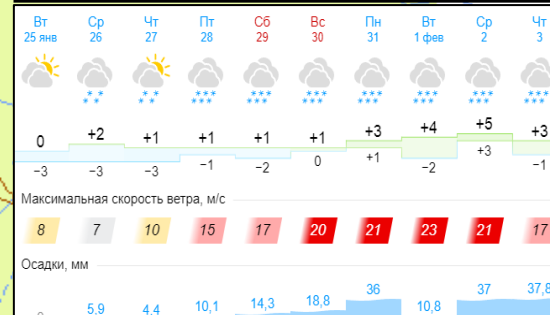 Вт Ср Чт Пт Сб Вс Пн Вт Ср Чт
25 янв 26 27 28 29 30 31 1 фев 2 3
0 +2 +1 +1 +1 +1 +3 +4 +5 +3
−3 −3 −3 −1 −2 0 +1 −2 +3 −1
Максимальная скорость ветра, м/с
8 7 10 15 17 20 21 23 21 17
Осадки, мм
5,9 4,4 10,1 14,3 18,8 36 10,8 37 37,8